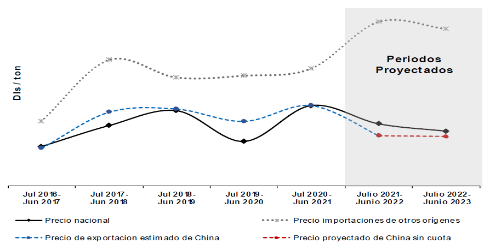 Periodos
Proyectados
Dls / ton
Jul 2016- Jul 2017- Jul 2018- Jul 2019- Jul 2020- Julio 2021- Julio 2022-
Jun 2017 Jun 2018 Jun 2019 Jun 2020 Jun 2021 Junio 2022 Junio 2023
Precio nacional Precio importaciones de otros orígenes
Precio de exportacion estimado de China Precio proyectado de China sin cuota